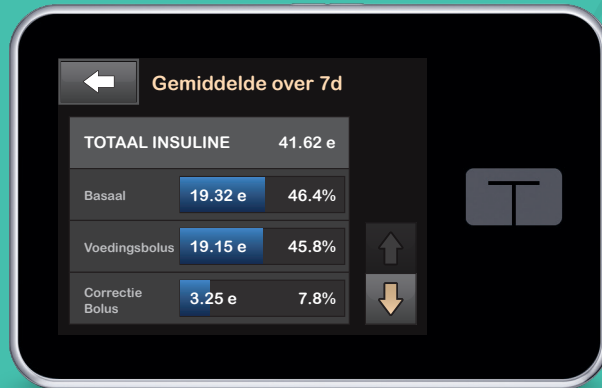 Gemiddelde over 7d
TOTAAL INSULINE 41.62 e
Basaal 19.32 e 46.4%
Voedingsbolus 19.15 e 45.8%
Correctie
Bolus 3.25 e 7.8%